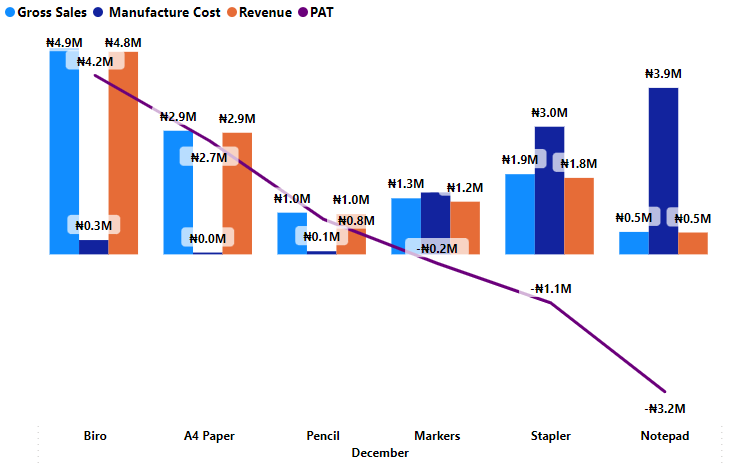 Gross Sales Manufacture Cost Revenue PAT
₦4.9M ₦4.8M
₦4.2M
₦3.9M
₦2.9M ₦2.9M ₦3.0M
₦2.7M
₦1.9M ₦1.8M
₦1.3M ₦1.2M
₦1.0M ₦1.0M
₦0.8M
₦0.5M ₦0.5M
₦0.3M ₦0.0M ₦0.1M
-₦0.2M
-₦1.1M
-₦3.2M
Biro A4 Paper Pencil Markers Stapler Notepad
December